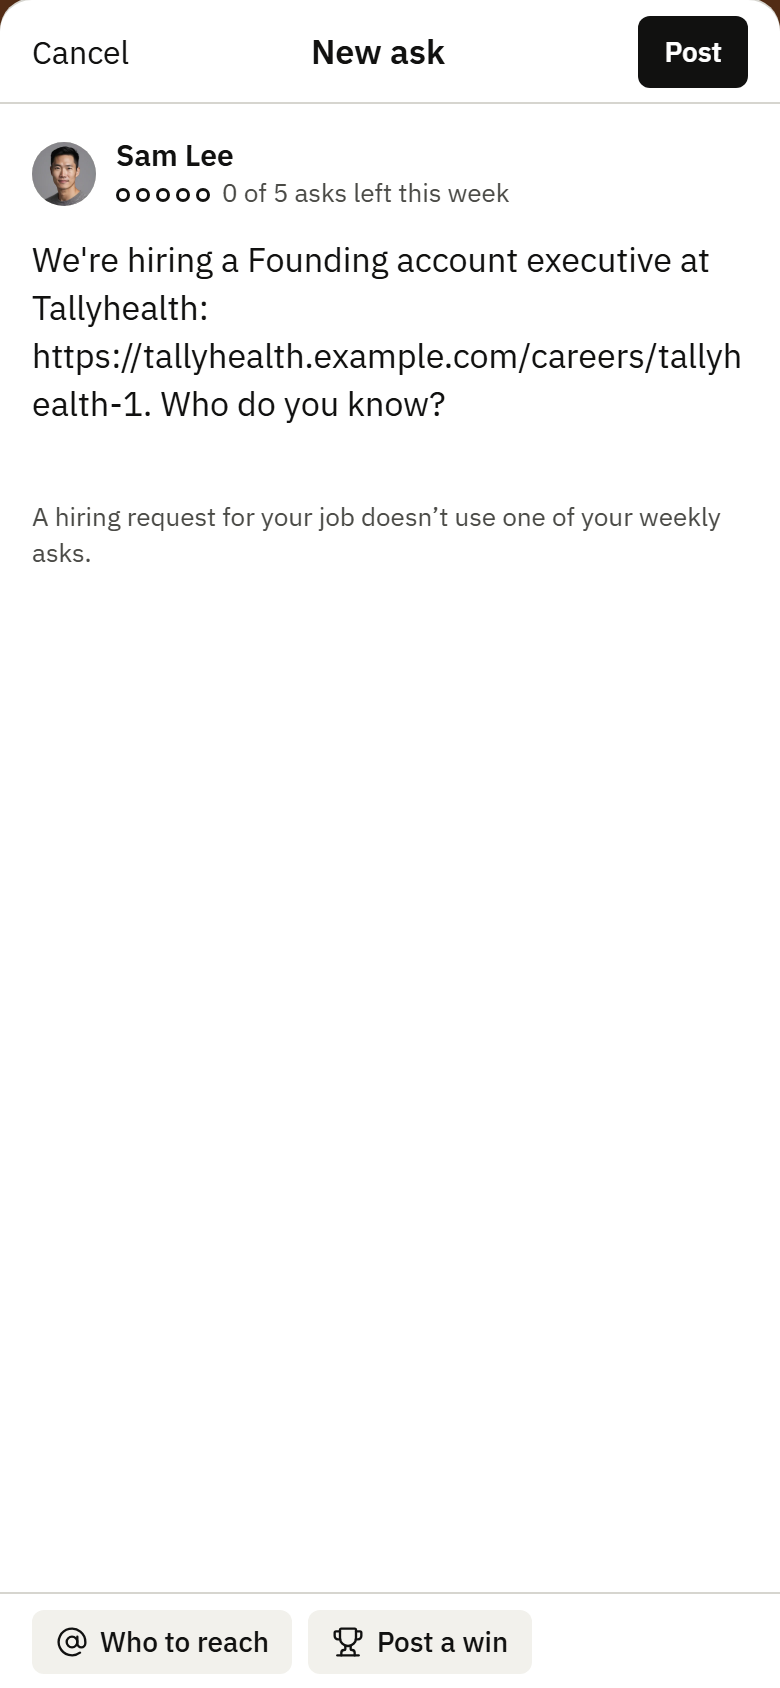 Cancel
New ask
Post
Sam Lee
0 of 5 asks left this week
We're hiring a Founding account executive at
Tallyhealth:
https://tallyhealth.example.com/careers/tallyh
ealth-1. Who do you know?
A hiring request for your job doesn’t use one of your weekly
asks.
Who to reach
Post a win